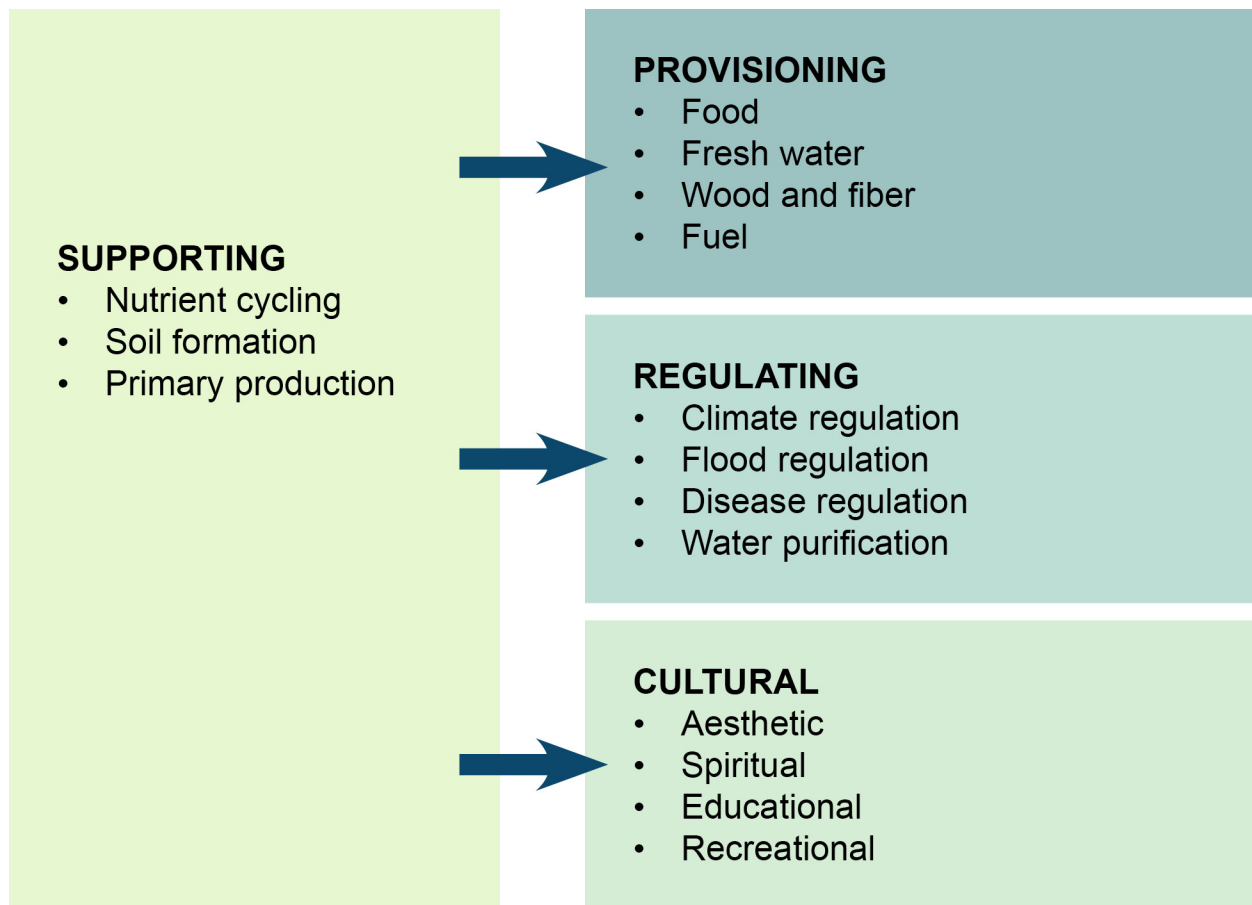 SUPPORTING
• Nutrient cycling
• Soil formation
• Primary production
PROVISIONING
• Food
• Fresh water
• Wood and fiber
• Fuel
REGULATING
• Climate regulation
• Flood regulation
• Disease regulation
• Water purification
CULTURAL
• Aesthetic
• Spiritual
• Educational
• Recreational